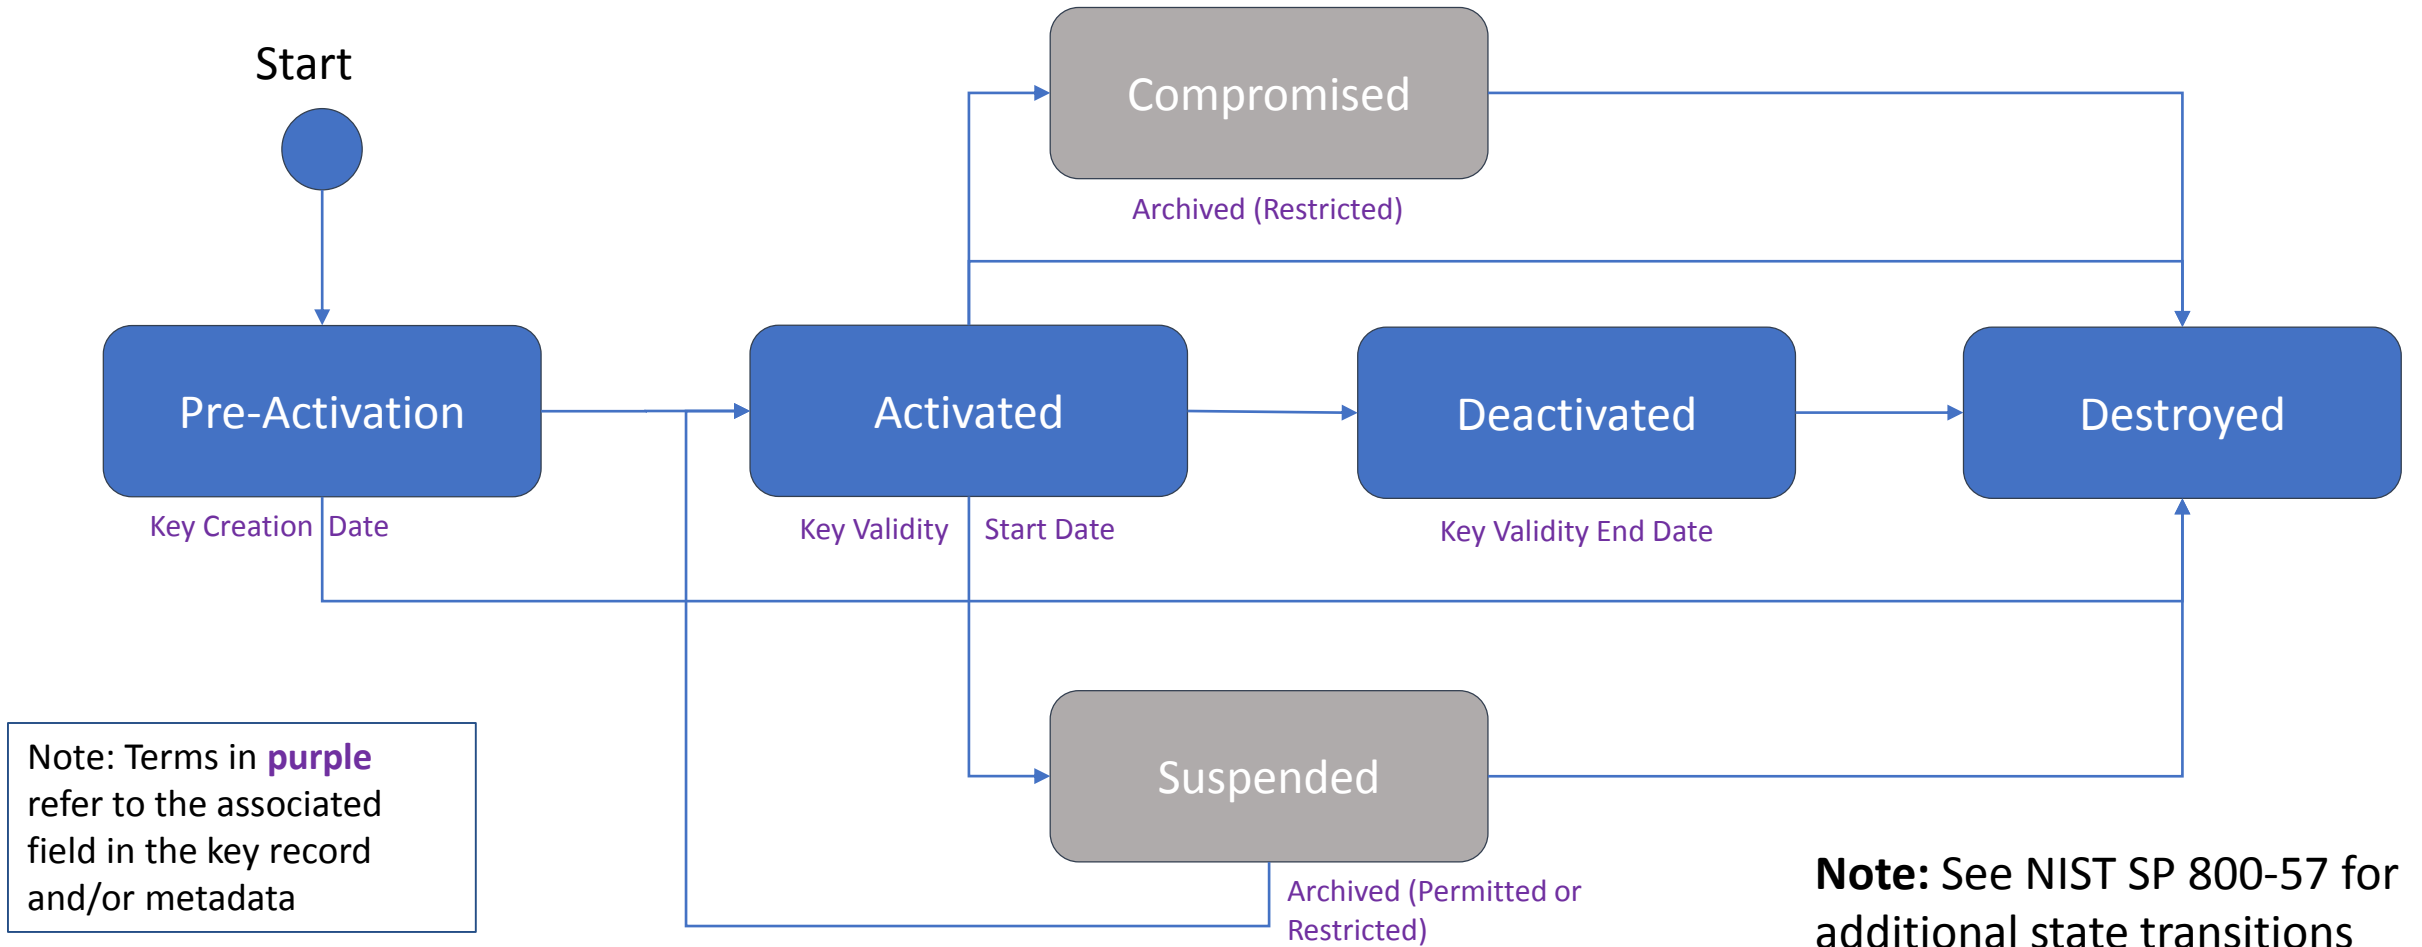 Start
Compromised
Archived (Restricted)
Pre-Activation
Activated
Deactivated
Destroyed
Key Creation Date
Key Validity Start Date
Key Validity End Date
Suspended
Note: Terms in purple
refer to the associated
field in the key record
and/or metadata
Archived (Permitted or
Restricted)
Note: See NIST SP 800-57 for
additional state transitions